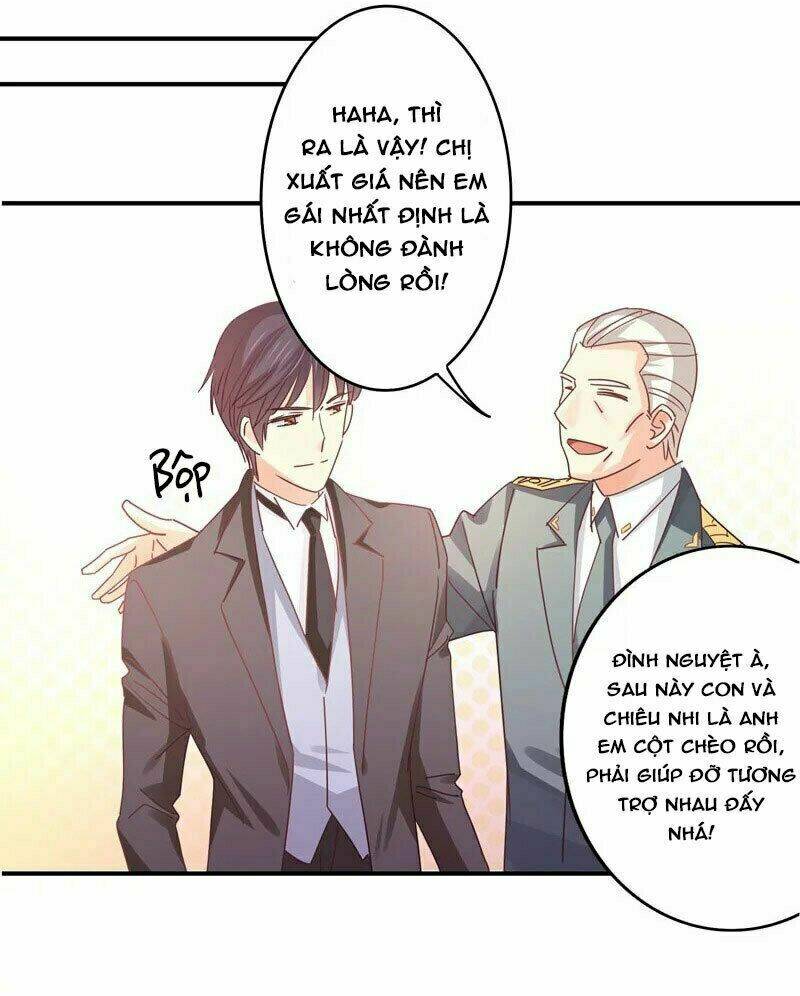 HAHA, THÌ
RA LÀ VẬY! CHỊ
XUẤT GIÁ NÊN EM
GÁI NHẤT ĐỊNH LÀ
KHÔNG ĐÀNH
LÒNG RỒI!
BỘP
ĐÌNH NGUYỆT À,
SAU NÀY CON VÀ
CHIÊU NHI LÀ ANH
EM CỘT CHÈO RỒI,
PHẢI GIÚP ĐỠ TƯƠNG
TRỢ NHAU ĐẤY
NHÁ!